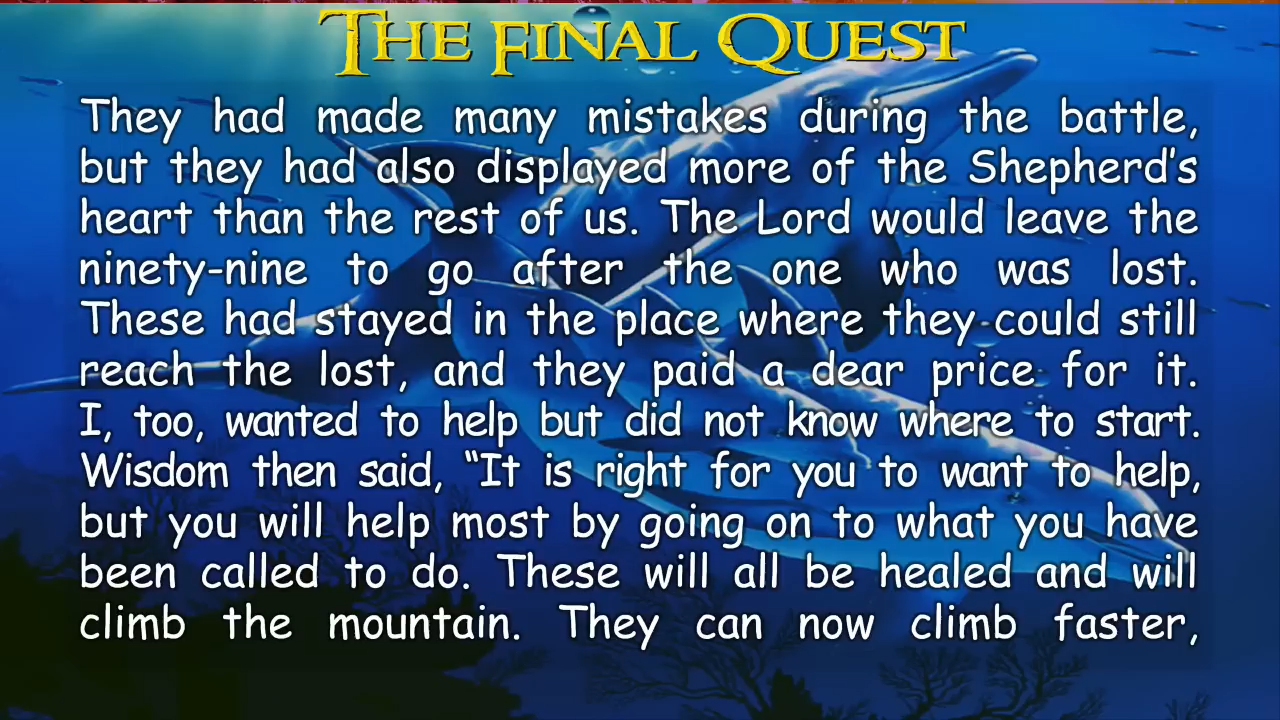 The Final Quest
They had made many mistakes during the battle,
but they had also displayed more of the Shepherd's
heart than the rest of us. The Lord would leave the
ninety-nine to go after the one who was lost.
These had stayed in the place where they could still
reach the lost, and they paid a dear price for it.
I, too, wanted to help but did not know where to start.
Wisdom then said, “It is right for you to want to help,
but you will help most by going on to what you have
been called to do. These will all be healed and will
climb the mountain. They can now climb faster,